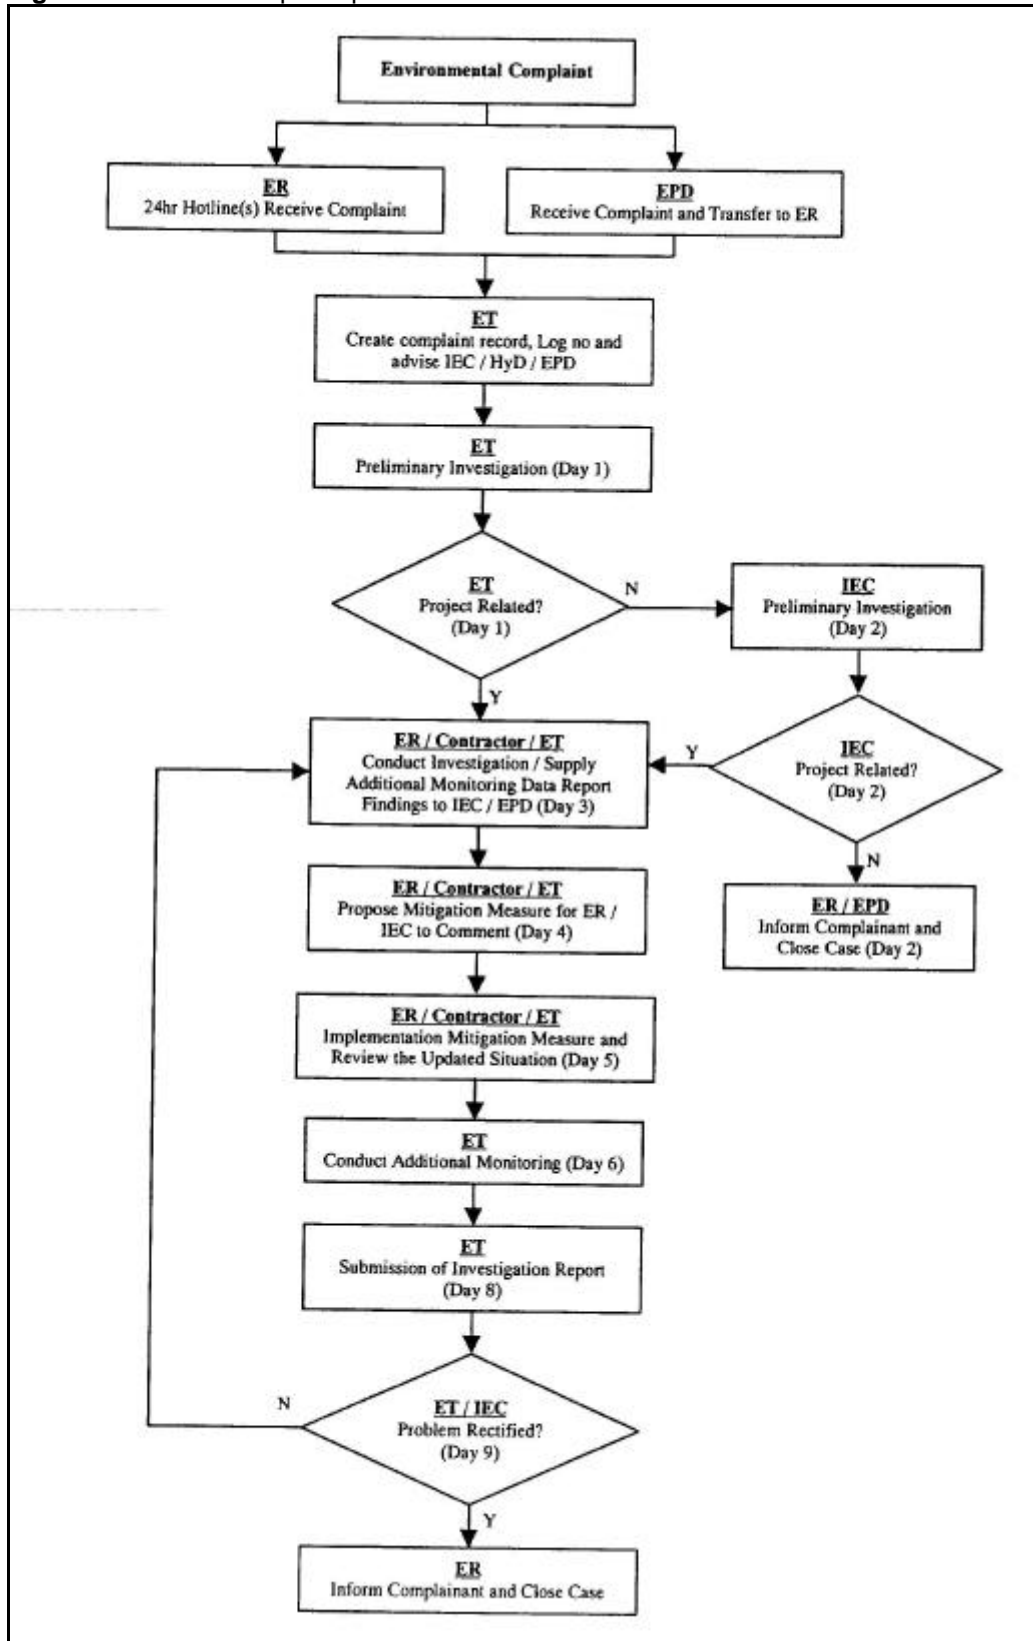 Environmental Complaint
ER
24hr Hotline(s) Receive Complaint
EPD
Receive Complaint and Transfer to ER
ET
Create complaint record, Log no and
advise IEC / HyD / EPD
ET
Preliminary Investigation (Day 1)
ET
Project Related?
(Day 1)
N
IEC
Preliminary Investigation
(Day 2)
Y
ER / Contractor / ET
Conduct Investigation / Supply
Additional Monitoring Data Report
Findings to IEC / EPD (Day 3)
Y
IEC
Project Related?
(Day 2)
N
ER / Contractor / ET
Propose Mitigation Measure for ER /
IEC to Comment (Day 4)
ER / EPD
Inform Complainant and
Close Case (Day 2)
ER / Contractor / ET
Implementation Mitigation Measure and
Review the Updated Situation (Day 5)
ET
Conduct Additional Monitoring (Day 6)
ET
Submission of Investigation Report
(Day 8)
N
ET / IEC
Problem Rectified?
(Day 9)
Y
ER
Inform Complainant and Close Case